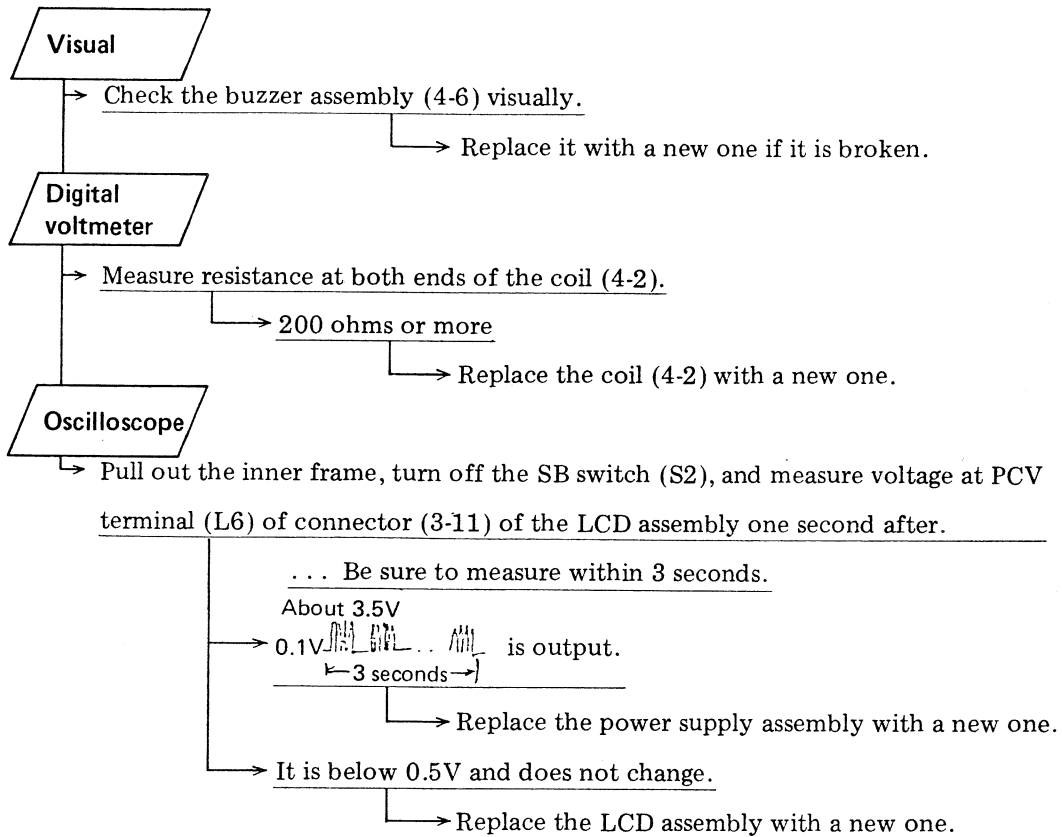 Visual
Check the buzzer assembly (4-6) visually.
Replace it with a new one if it is broken.
Digital
voltmeter
Measure resistance at both ends of the coil (4-2).
200 ohms or more
Replace the coil (4-2) with a new one.
Oscilloscope
Pull out the inner frame, turn off the SB switch (S2), and measure voltage at PCV
terminal (L6) of connector (3-11) of the LCD assembly one second after.
... Be sure to measure within 3 seconds.
About 3.5V
0.1V .. is output.
3 seconds
Replace the power supply assembly with a new one.
It is below 0.5V and does not change.
Replace the LCD assembly with a new one.